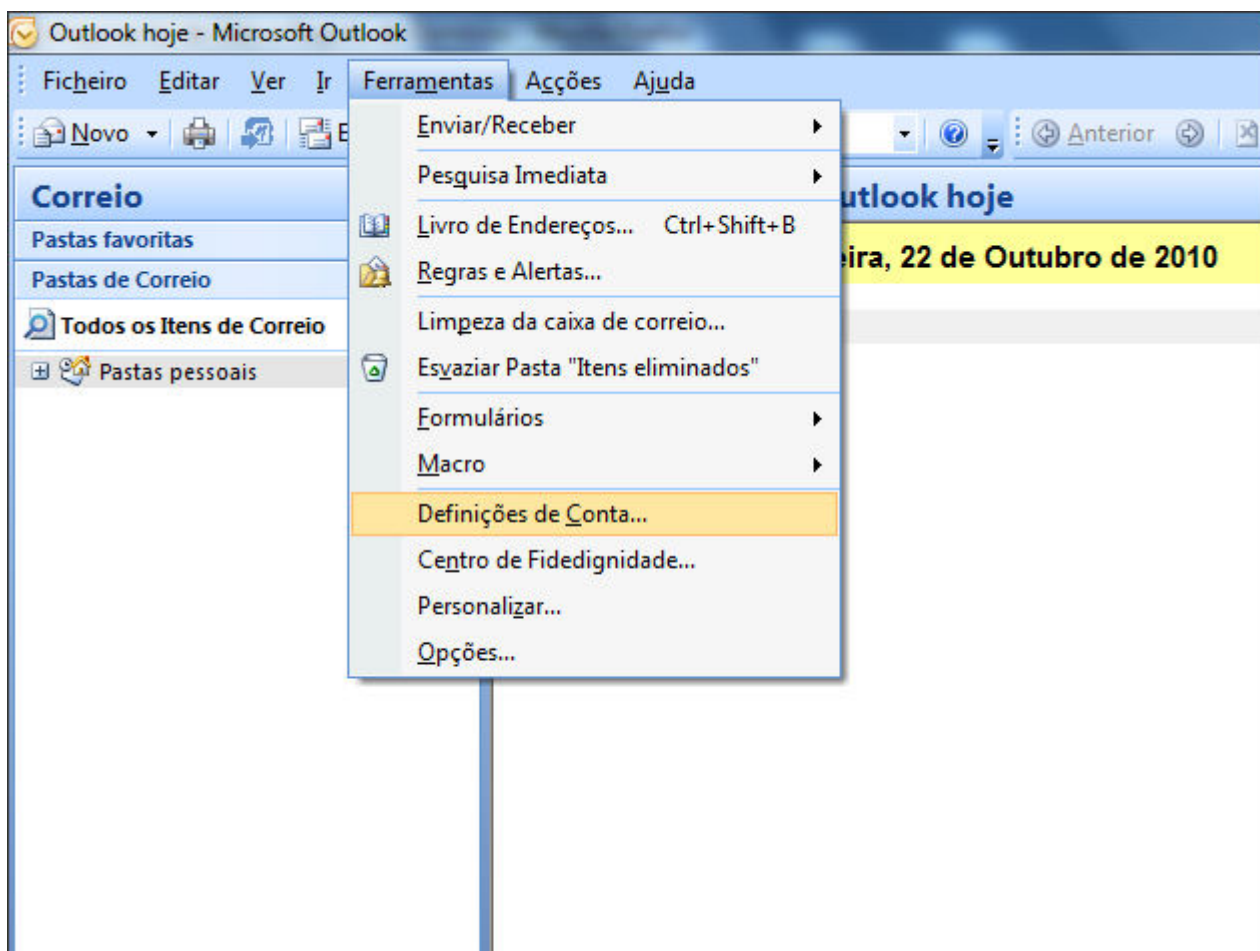 Outlook hoje - Microsoft Outlook
Ficheiro Editar Ver Ir Ferramentas Acções Ajuda
Novo Anterior
Correio
Pastas favoritas
Pastas de Correio
Todos os Itens de Correio
Pastas pessoais
Enviar/Receber
Pesquisa Imediata
Livro de Endereços... Ctrl+Shift+B
Regras e Alertas...
Limpeza da caixa de correio...
Esvaziar Pasta "Itens eliminados"
Formulários
Macro
Definições de Conta...
Centro de Fidedignidade...
Personalizar...
Opções...
utlook hoje
eira, 22 de Outubro de 2010